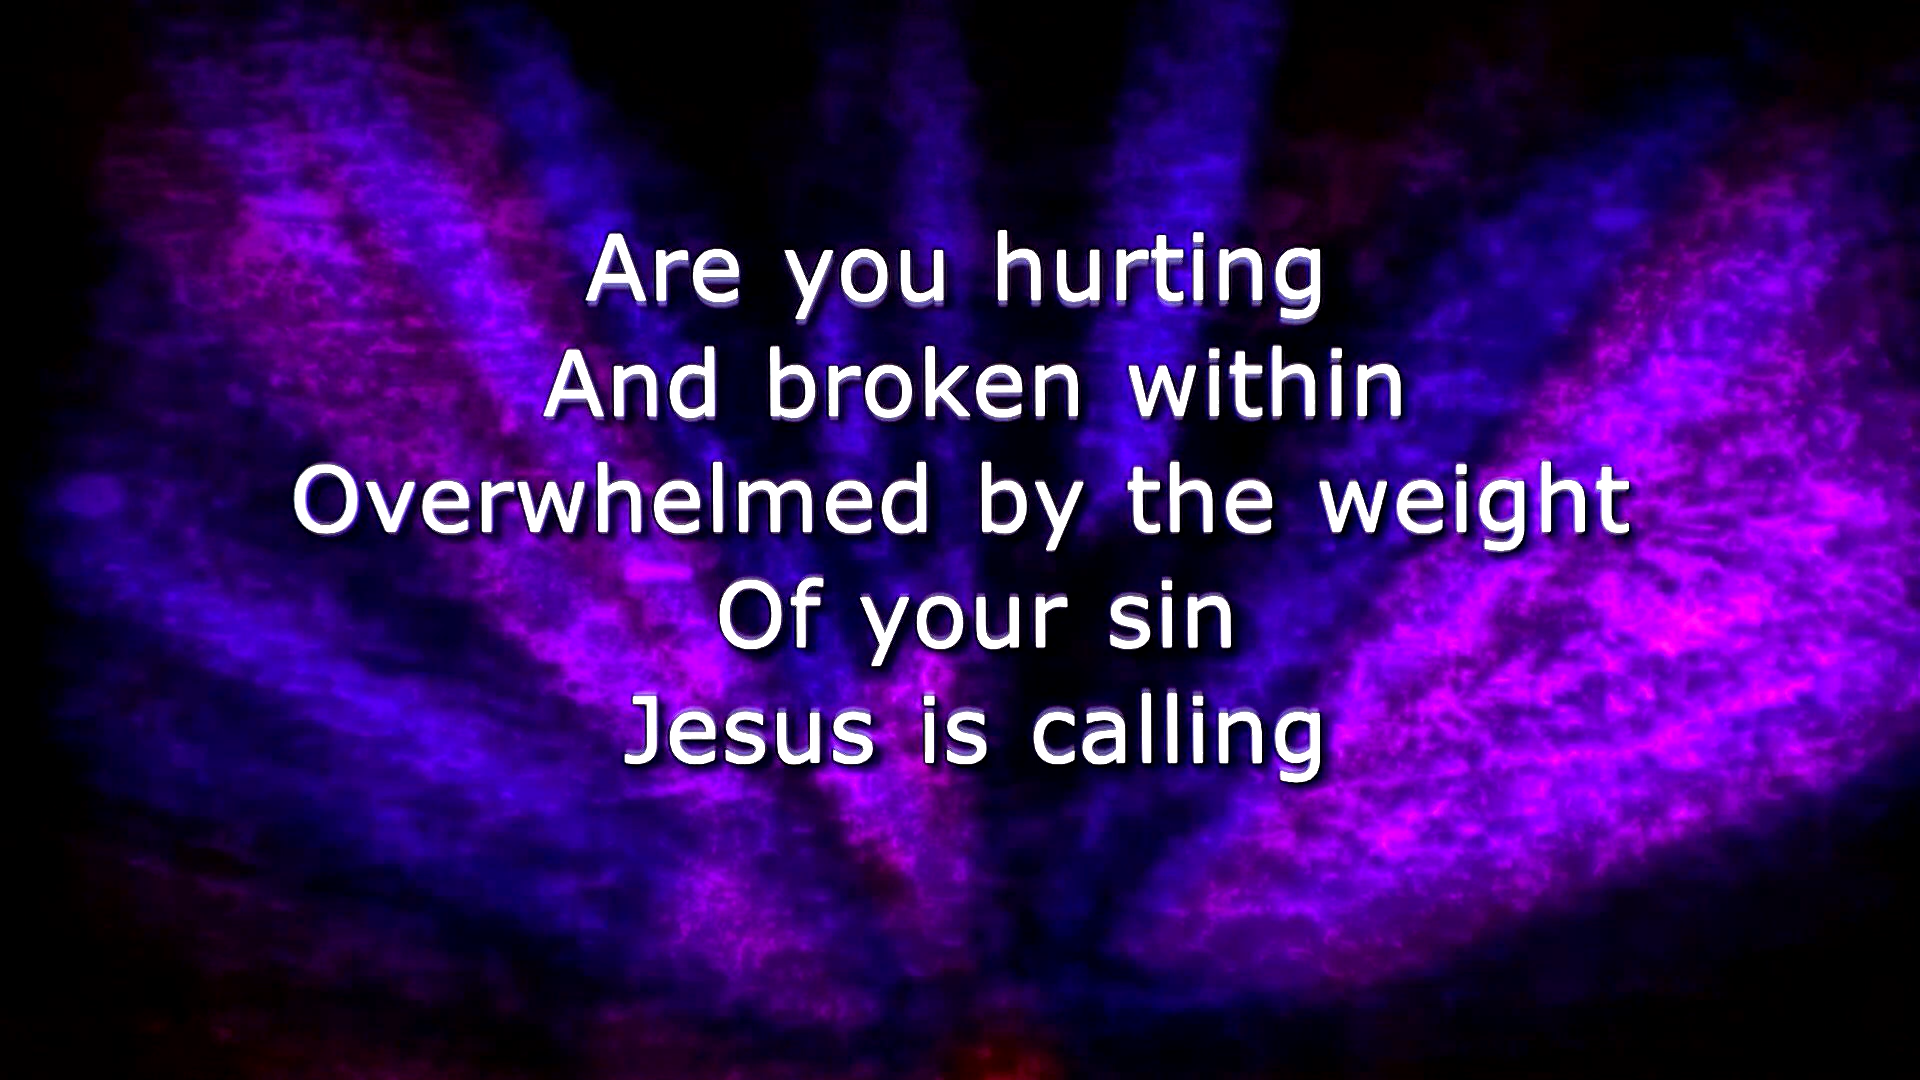 Are you hurting
And broken within
Overwhelmed by the weight
Of your sin
Jesus is calling